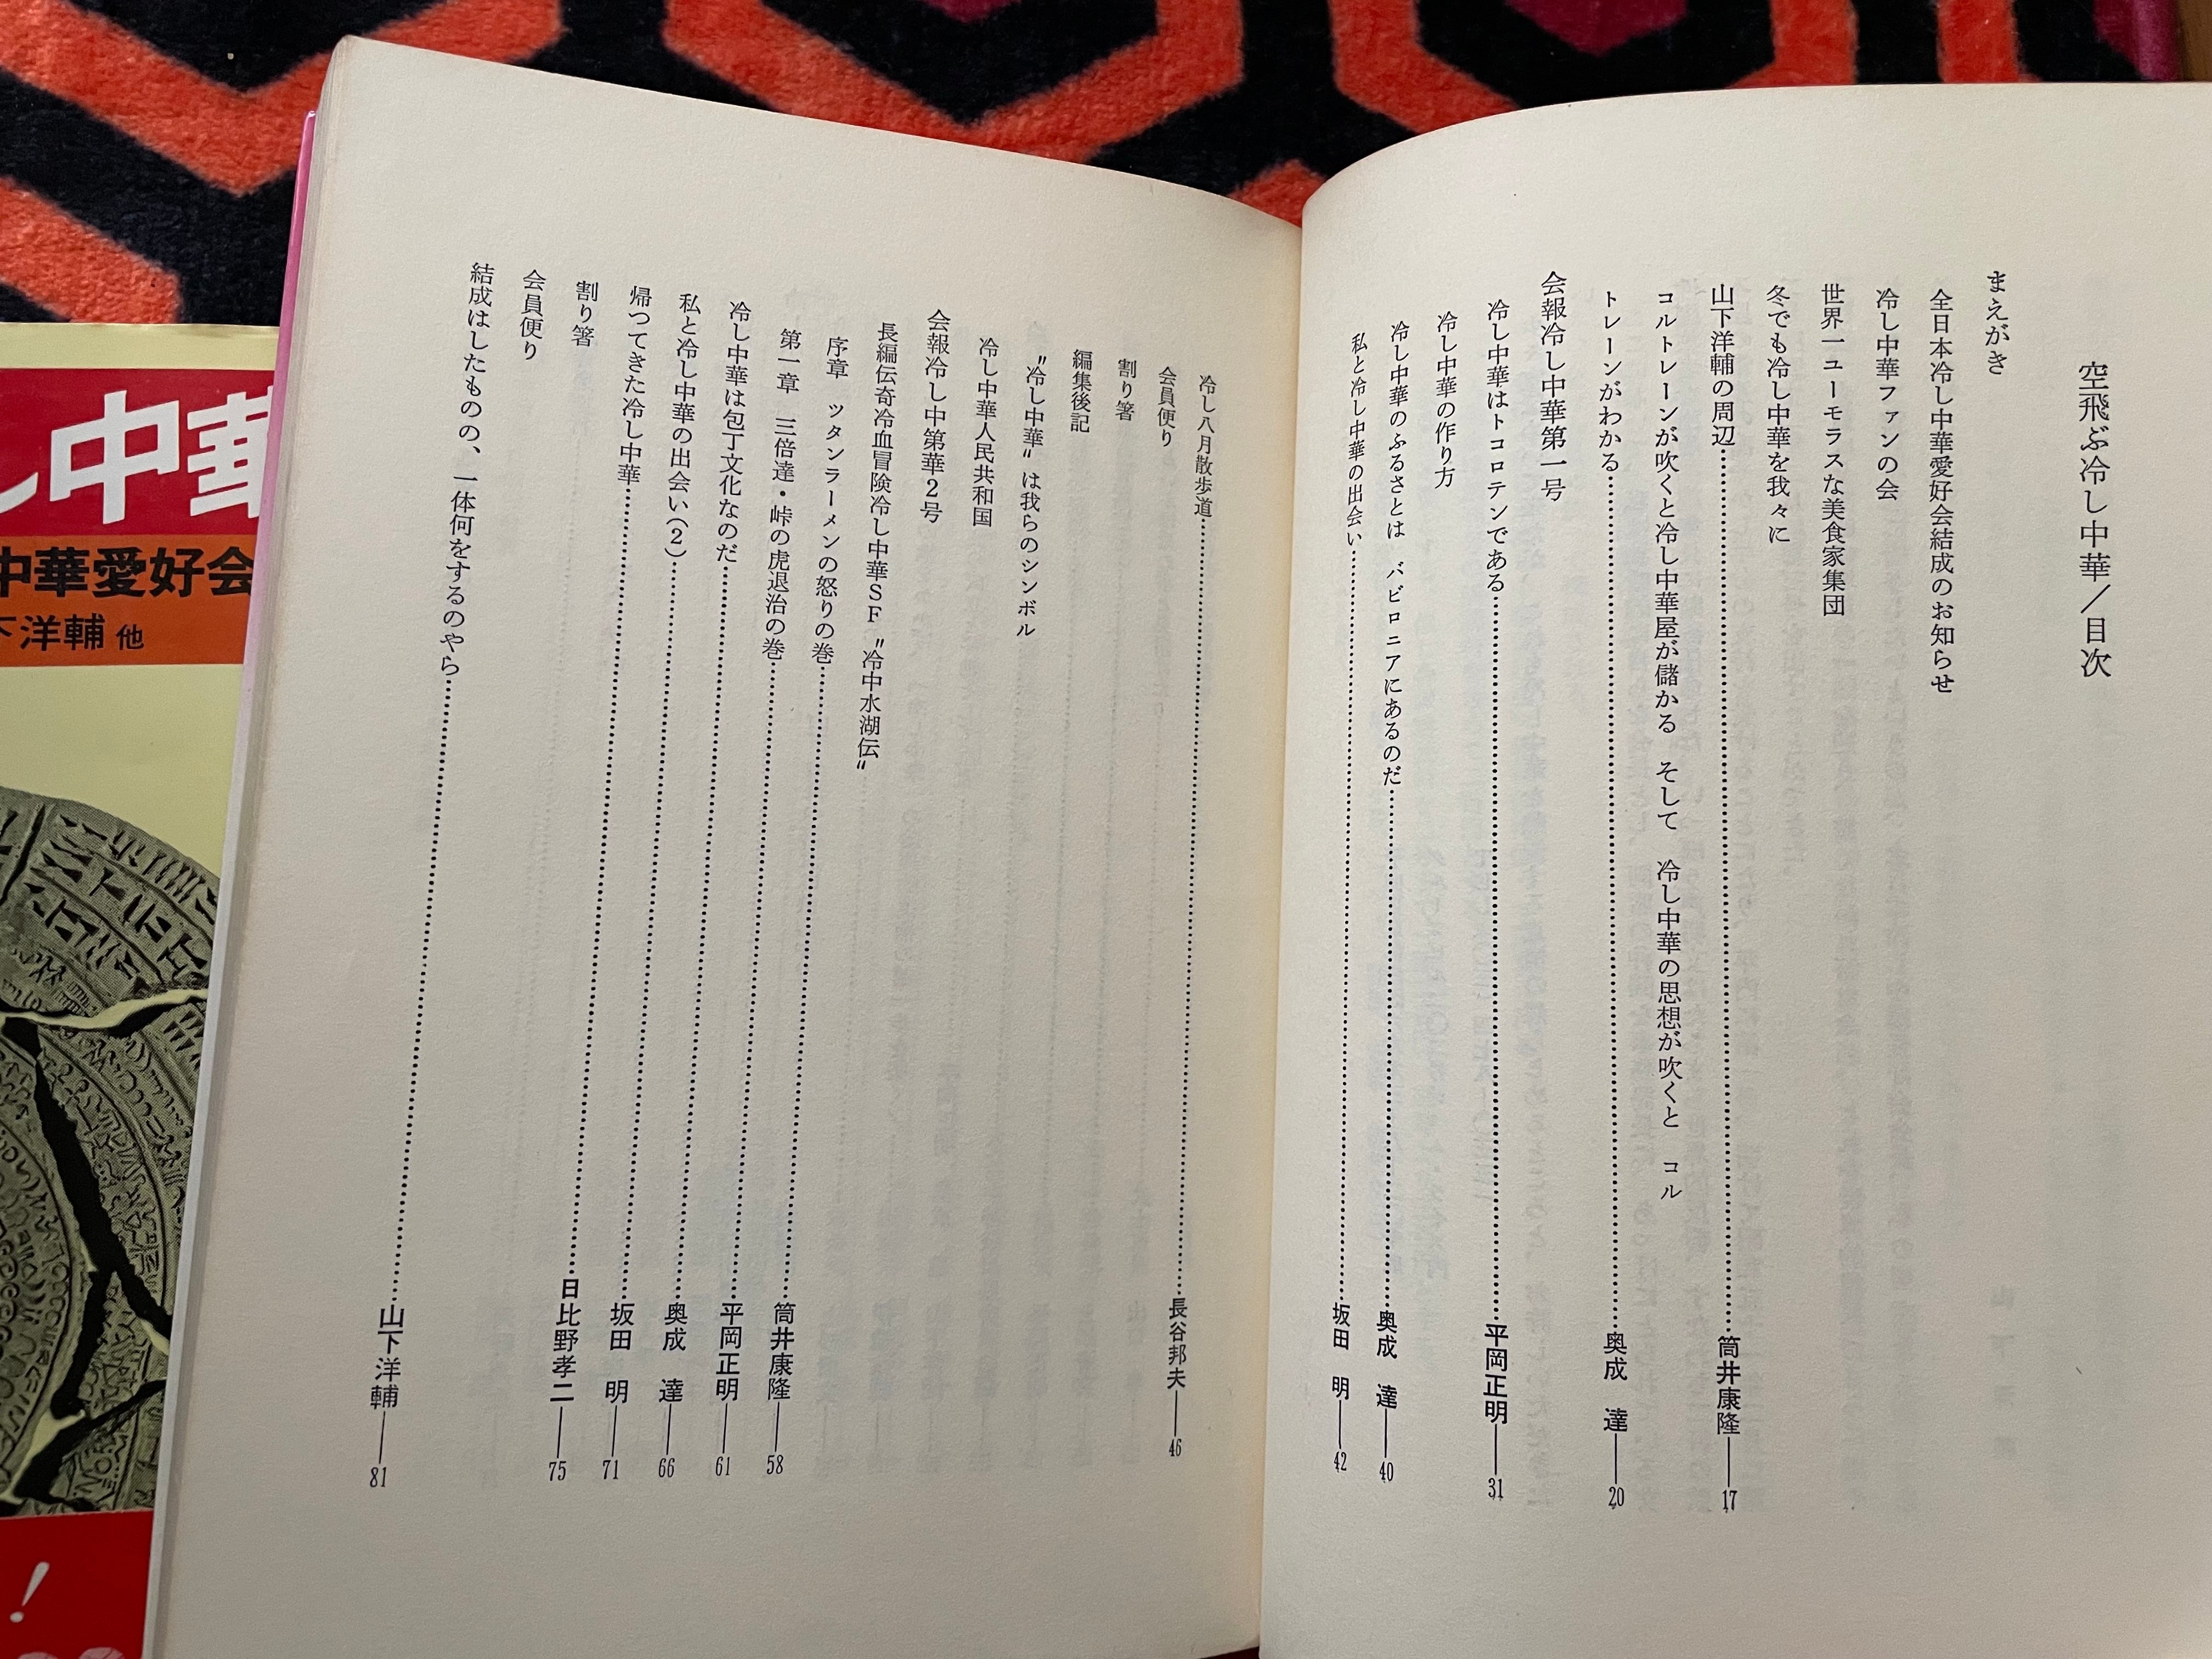 空飛ぶ冷し中華／目次
まえがき
全日本冷し中華愛好会結成のお知らせ
冷し中華ファンの会
世界一ユーモラスな美食家集団
冬でも冷し中華を我々に
山下洋輔の周辺……筒井康隆――17
コルトレーンが吹くと冷し中華屋が儲かる　そして　冷し中華の思想が吹くと　コル
トレーンがわかる……奥成　達――20
会報冷し中華第一号
冷し中華はトコロテンである……平岡正明――31
冷し中華の作り方
冷し中華のふるさとは　バビロニアにあるのだ……奥成　達――40
私と冷し中華の出会い……坂田　明――42
冷し八月散歩道……長谷邦夫――46
会員便り
割り箸
編集後記
〝冷し中華〟は我らのシンボル
冷し中華人民共和国
会報冷し中第華2号
長編伝奇冷血冒険冷し中華SF〝冷中水湖伝〟
序章　ツタンラーメンの怒りの巻
第一章　三倍達・峠の虎退治の巻……筒井康隆――58
冷し中華は包丁文化なのだ……平岡正明――61
私と冷し中華の出会い(2)……奥成　達――66
帰ってきた冷し中華……坂田　明――71
割り箸……日比野孝二――75
会員便り
結成はしたものの、一体何をするのやら……山下洋輔――81
し中華
中華愛好会
下洋輔 他
！